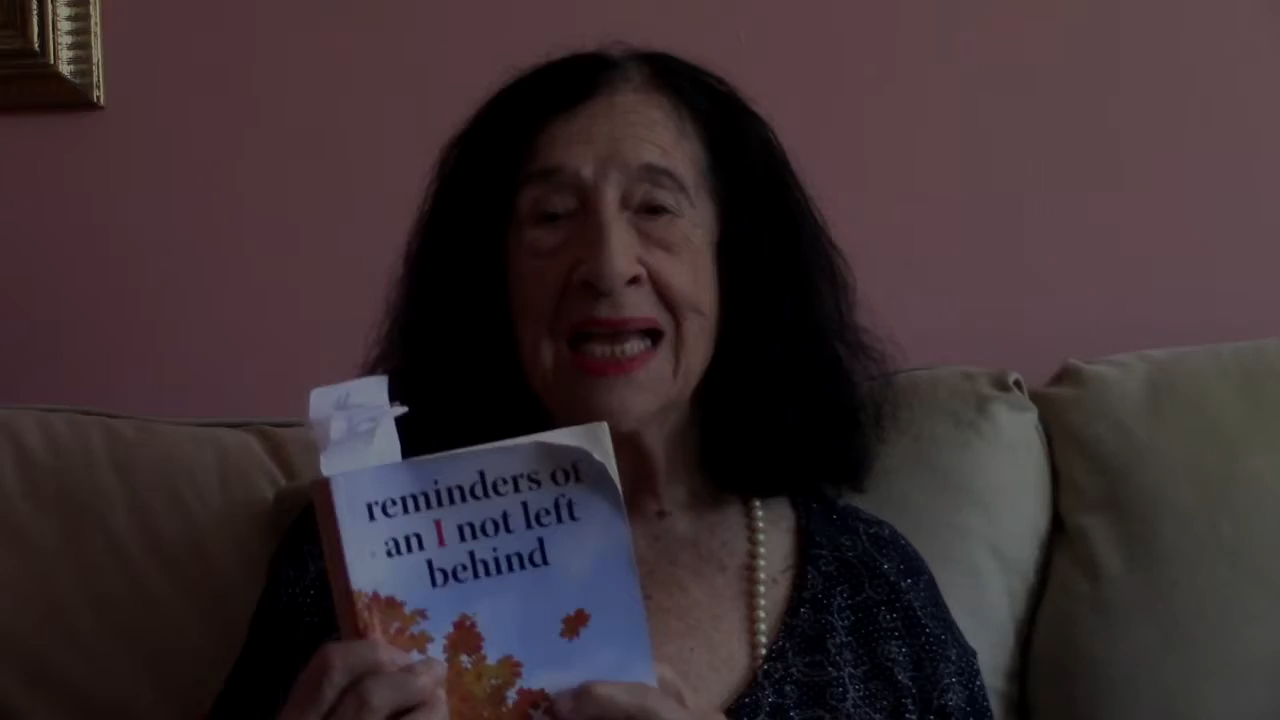 reminders of
an I not left
behind